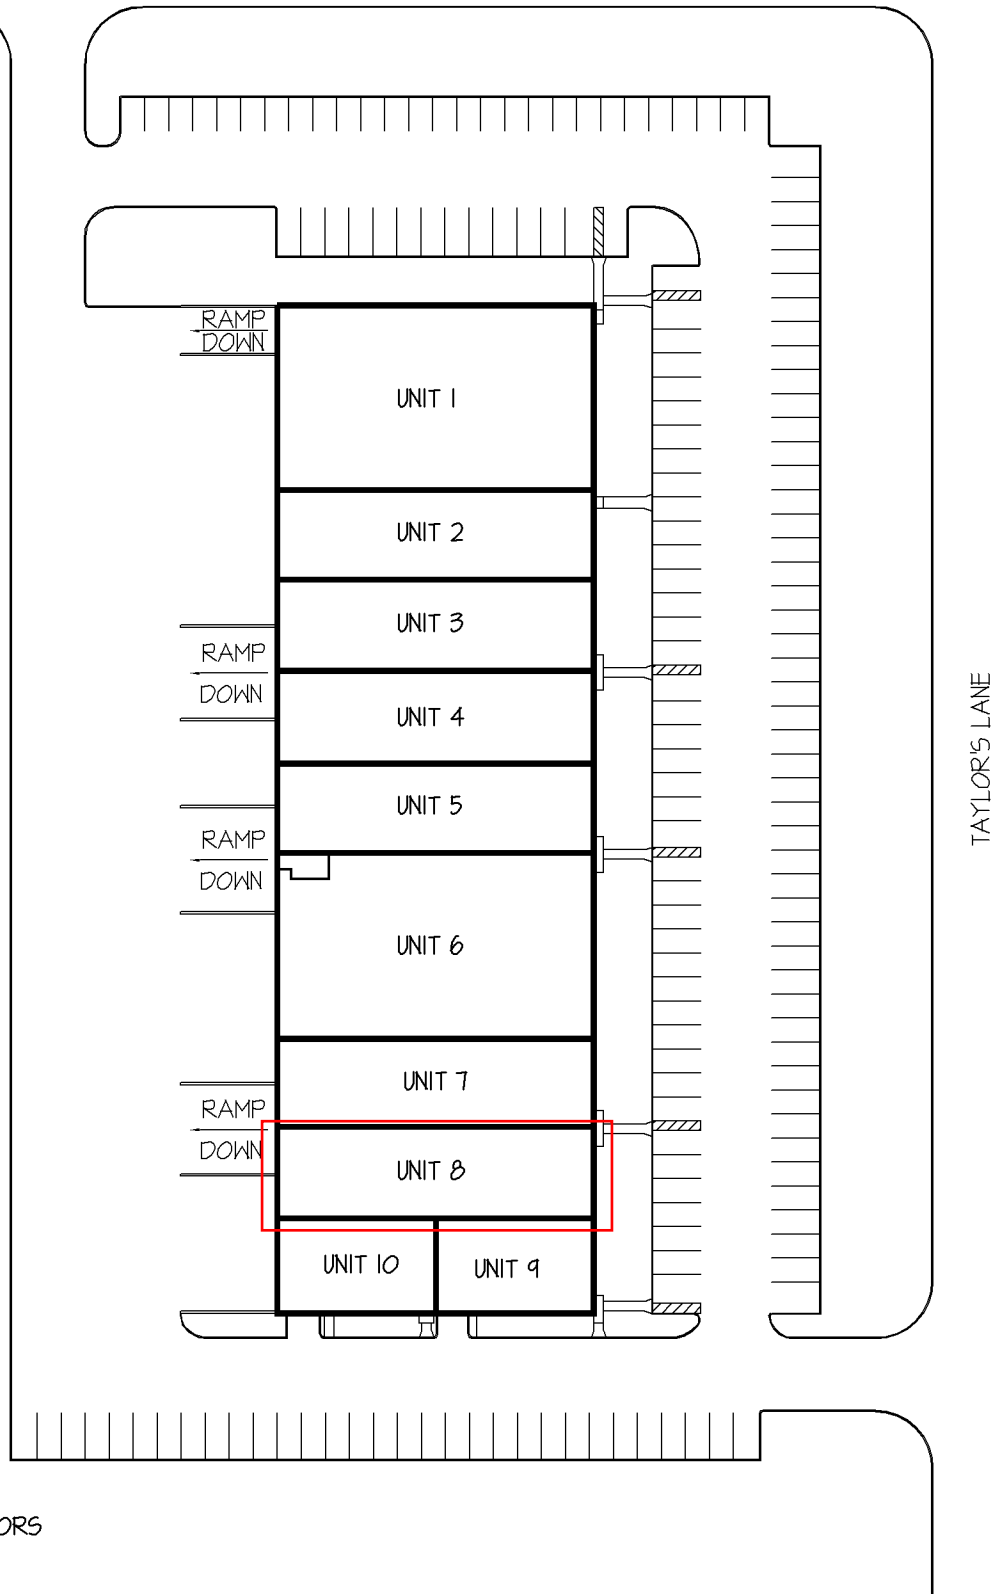 RAMP
DOWN
UNIT 1
UNIT 2
UNIT 3
RAMP
DOWN
UNIT 4
TAYLOR'S LANE
UNIT 5
RAMP
DOWN
UNIT 6
UNIT 7
RAMP
DOWN
UNIT 8
UNIT 10
UNIT 9
ORS